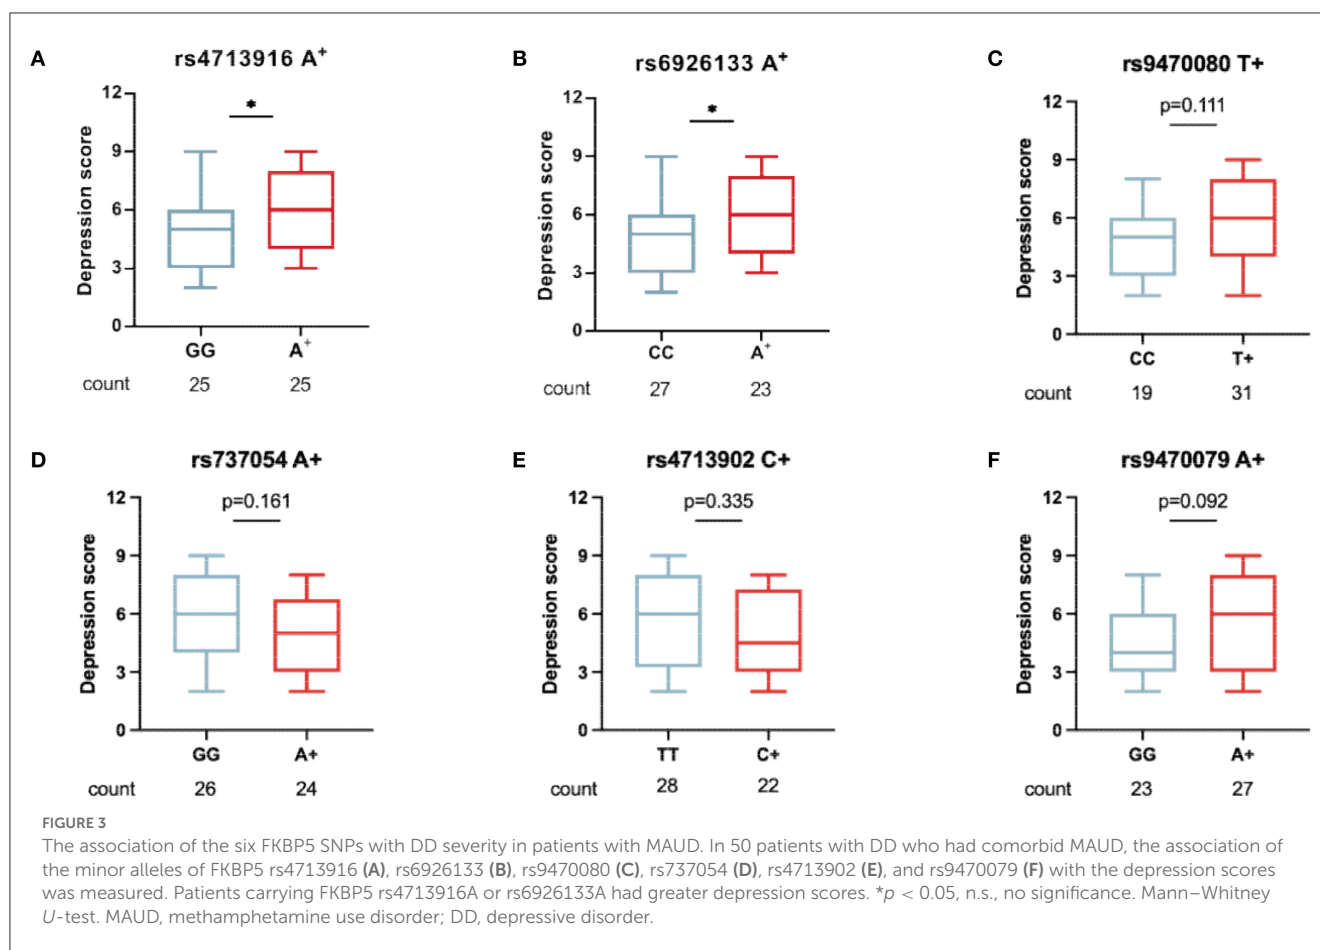 A
rs4713916 A⁺
*
12
9
6
3
0
Depression score
GG A⁺
count 25 25
B
rs6926133 A⁺
*
12
9
6
3
0
Depression score
CC A⁺
count 27 23
C
rs9470080 T+
p=0.111
12
9
6
3
0
Depression score
CC T+
count 19 31
D
rs737054 A+
p=0.161
12
9
6
3
0
Depression score
GG A+
count 26 24
E
rs4713902 C+
p=0.335
12
9
6
3
0
Depression score
TT C+
count 28 22
F
rs9470079 A+
p=0.092
12
9
6
3
0
Depression score
GG A+
count 23 27
FIGURE 3
The association of the six FKBP5 SNPs with DD severity in patients with MAUD. In 50 patients with DD who had comorbid MAUD, the association of
the minor alleles of FKBP5 rs4713916 (A), rs6926133 (B), rs9470080 (C), rs737054 (D), rs4713902 (E), and rs9470079 (F) with the depression scores
was measured. Patients carrying FKBP5 rs4713916A or rs6926133A had greater depression scores. *p < 0.05, n.s., no significance. Mann–Whitney
U-test. MAUD, methamphetamine use disorder; DD, depressive disorder.